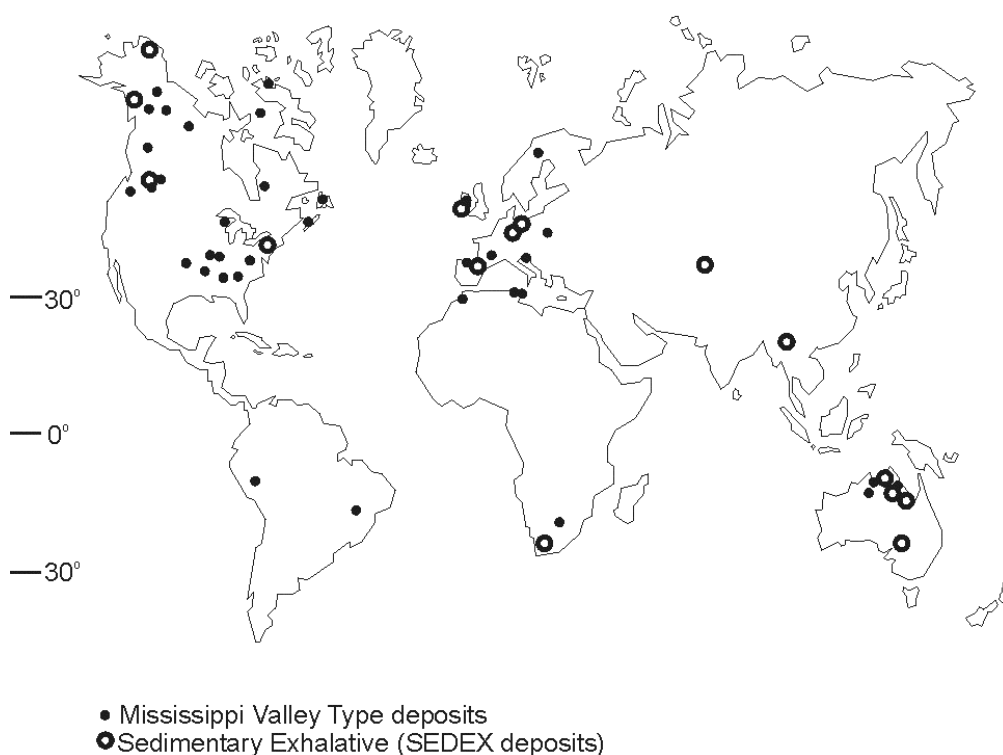 30°
0°
30°
Mississippi Valley Type deposits
Sedimentary Exhalative (SEDEX deposits)